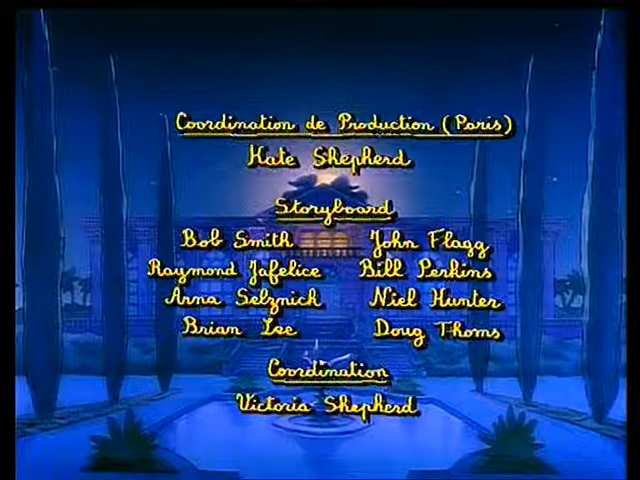 Coordination de Production (Paris)
Kate Shepherd
Storyboard
Bob Smith John Flagg
Raymond Jafelice Bill Perkins
Arna Selznick Niel Hunter
Brian Lee Doug Thoms
Coordination
Victoria Shepherd